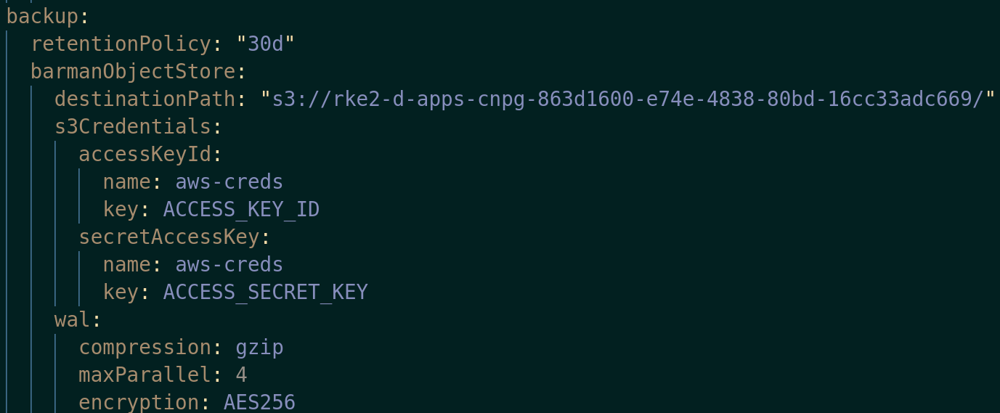 backup:
  retentionPolicy: "30d"
  barmanObjectStore:
    destinationPath: "s3://rke2-d-apps-cnpg-863d1600-e74e-4838-80bd-16cc33adc669/"
    s3Credentials:
      accessKeyId:
        name: aws-creds
        key: ACCESS_KEY_ID
      secretAccessKey:
        name: aws-creds
        key: ACCESS_SECRET_KEY
    wal:
      compression: gzip
      maxParallel: 4
      encryption: AES256